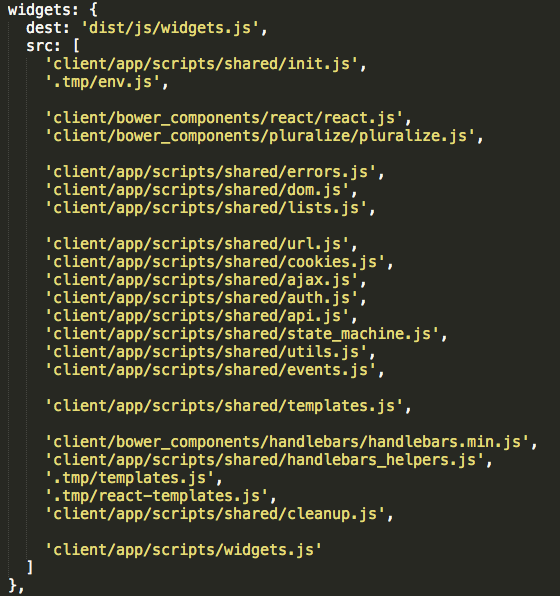 widgets: {
dest: 'dist/js/widgets.js',
src: [
'client/app/scripts/shared/init.js',
'.tmp/env.js',
'client/bower_components/react/react.js',
'client/bower_components/pluralize/pluralize.js',
'client/app/scripts/shared/errors.js',
'client/app/scripts/shared/dom.js',
'client/app/scripts/shared/lists.js',
'client/app/scripts/shared/url.js',
'client/app/scripts/shared/cookies.js',
'client/app/scripts/shared/ajax.js',
'client/app/scripts/shared/auth.js',
'client/app/scripts/shared/api.js',
'client/app/scripts/shared/state_machine.js',
'client/app/scripts/shared/utils.js',
'client/app/scripts/shared/events.js',
'client/app/scripts/shared/templates.js',
'client/bower_components/handlebars/handlebars.min.js',
'client/app/scripts/shared/handlebars_helpers.js',
'.tmp/templates.js',
'.tmp/react-templates.js',
'client/app/scripts/shared/cleanup.js',
'client/app/scripts/widgets.js'
]
},